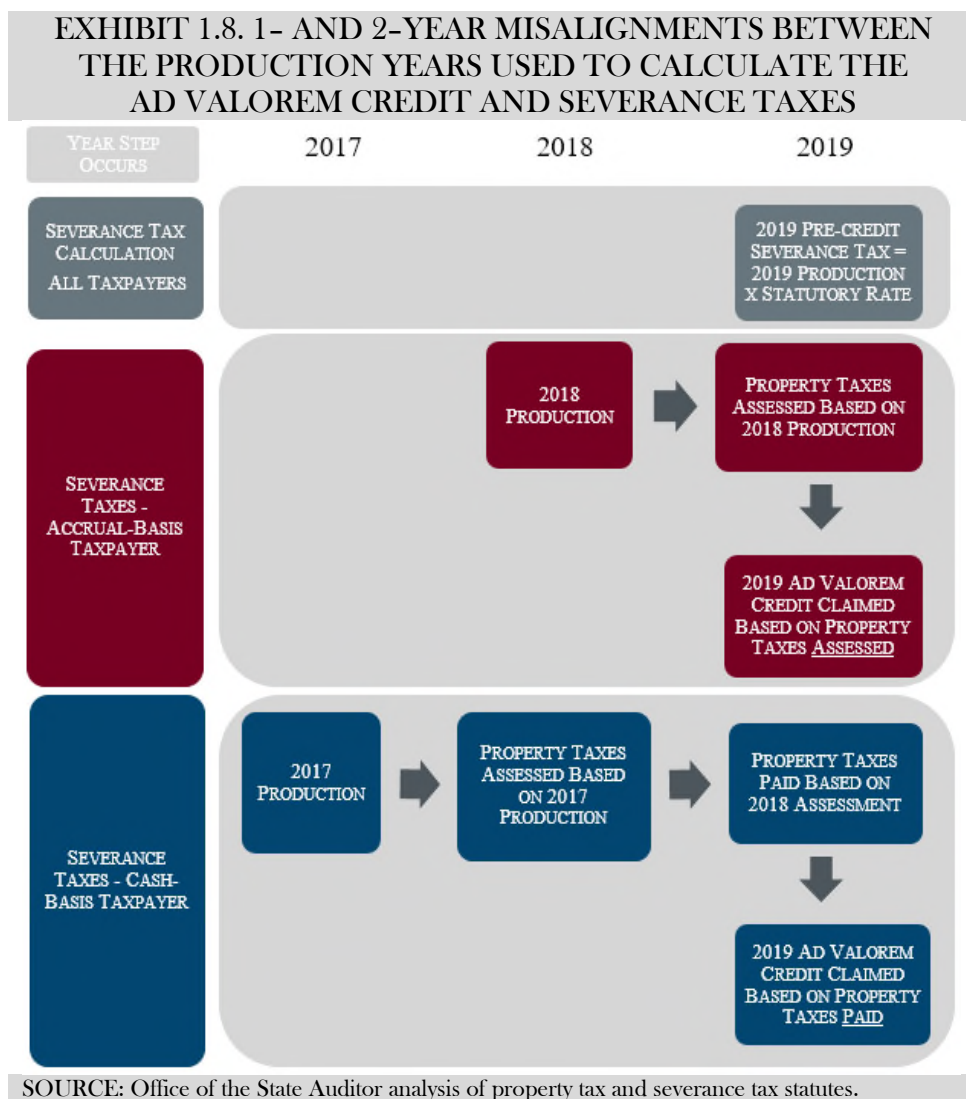 EXHIBIT 1.8. 1- AND 2-YEAR MISALIGNMENTS BETWEEN
THE PRODUCTION YEARS USED TO CALCULATE THE
AD VALOREM CREDIT AND SEVERANCE TAXES
YEAR STEP
OCCURS
2017
2018
2019
SEVERANCE TAX
CALCULATION
ALL TAXPAYERS
2019 PRE-CREDIT
SEVERANCE TAX =
2019 PRODUCTION
X STATUTORY RATE
SEVERANCE
TAXES -
ACCRUAL-BASIS
TAXPAYER
2018
PRODUCTION
PROPERTY TAXES
ASSESSED BASED ON
2018 PRODUCTION
2019 AD VALOREM
CREDIT CLAIMED
BASED ON PROPERTY
TAXES ASSESSED
SEVERANCE
TAXES - CASH-
BASIS TAXPAYER
2017
PRODUCTION
PROPERTY TAXES
ASSESSED BASED
ON 2017
PRODUCTION
PROPERTY TAXES
PAID BASED ON
2018 ASSESSMENT
2019 AD VALOREM
CREDIT CLAIMED
BASED ON PROPERTY
TAXES PAID
SOURCE: Office of the State Auditor analysis of property tax and severance tax statutes.